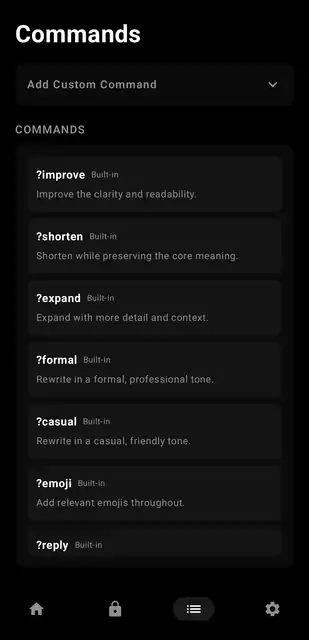 Commands
Add Custom Command
COMMANDS
?improve Built-in
Improve the clarity and readability.
?shorten Built-in
Shorten while preserving the core meaning.
?expand Built-in
Expand with more detail and context.
?formal Built-in
Rewrite in a formal, professional tone.
?casual Built-in
Rewrite in a casual, friendly tone.
?emoji Built-in
Add relevant emojis throughout.
?reply Built-in